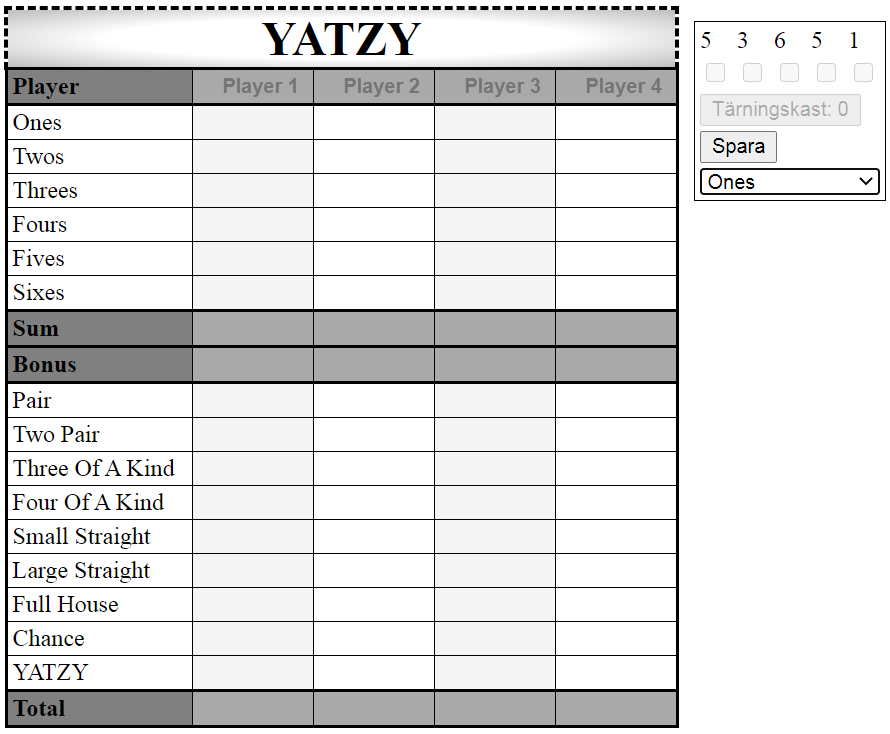 YATZY
Player Player 1 Player 2 Player 3 Player 4
Ones
Twos
Threes
Fours
Fives
Sixes
Sum
Bonus
Pair
Two Pair
Three Of A Kind
Four Of A Kind
Small Straight
Large Straight
Full House
Chance
YATZY
Total
5 3 6 5 1
Tärningskast: 0
Spara
Ones